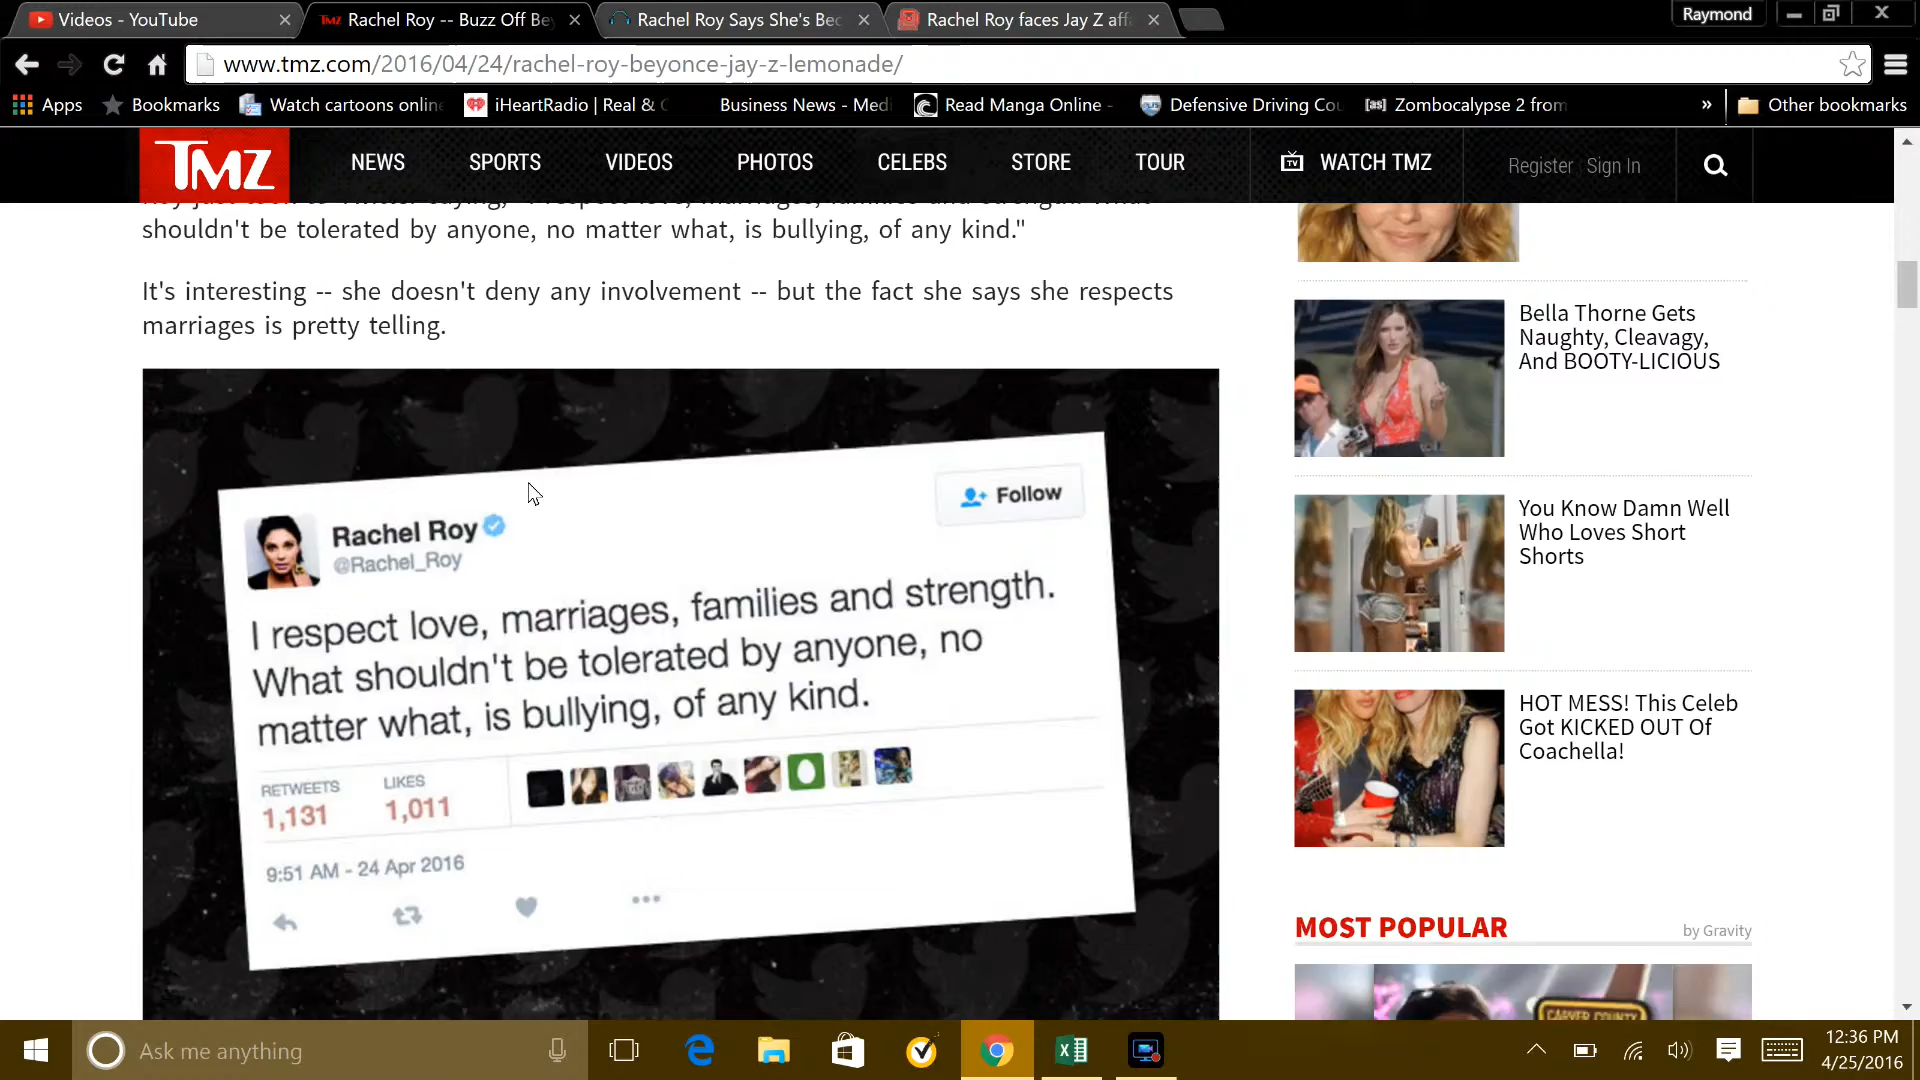 Videos - YouTube
Rachel Roy -- Buzz Off Be
Rachel Roy Says She's Bec
Rachel Roy faces Jay Z aff
Raymond
www.tmz.com/2016/04/24/rachel-roy-beyonce-jay-z-lemonade/
Apps
Bookmarks
Watch cartoons online
iHeartRadio | Real &
Business News - Med
Read Manga Online -
Defensive Driving Cou
[as] Zombocalypse 2 from
»
Other bookmarks
TMZ
NEWS
SPORTS
VIDEOS
PHOTOS
CELEBS
STORE
TOUR
TV
WATCH TMZ
Register
Sign In
shouldn't be tolerated by anyone, no matter what, is bullying, of any kind."
It's interesting -- she doesn't deny any involvement -- but the fact she says she respects
marriages is pretty telling.
Rachel Roy
@Rachel_Roy
Follow
I respect love, marriages, families and strength.
What shouldn't be tolerated by anyone, no
matter what, is bullying, of any kind.
RETWEETS
1,131
LIKES
1,011
9:51 AM - 24 Apr 2016
Bella Thorne Gets
Naughty, Cleavagy,
And BOOTY-LICIOUS
You Know Damn Well
Who Loves Short
Shorts
HOT MESS! This Celeb
Got KICKED OUT Of
Coachella!
MOST POPULAR
by Gravity
CARVER COUNTY
Ask me anything
12:36 PM
4/25/2016